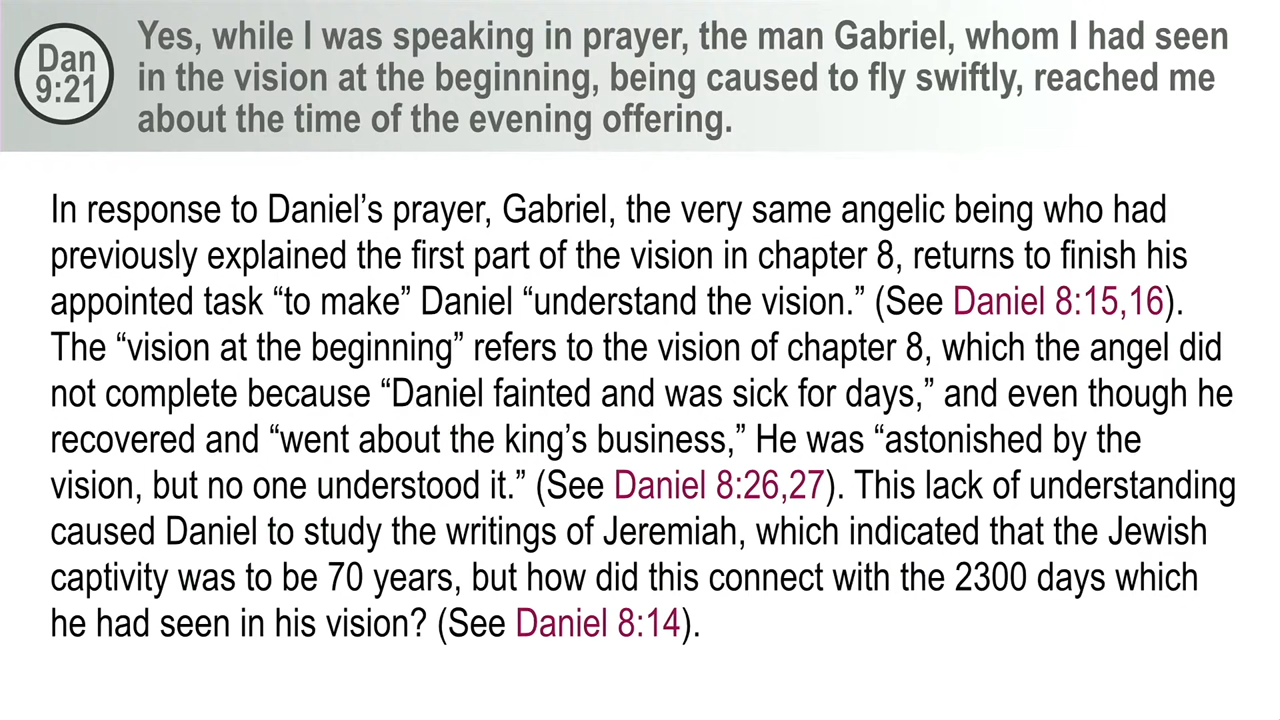 Dan
9:21
Yes, while I was speaking in prayer, the man Gabriel, whom I had seen
in the vision at the beginning, being caused to fly swiftly, reached me
about the time of the evening offering.
In response to Daniel’s prayer, Gabriel, the very same angelic being who had
previously explained the first part of the vision in chapter 8, returns to finish his
appointed task “to make” Daniel “understand the vision.” (See Daniel 8:15,16).
The “vision at the beginning” refers to the vision of chapter 8, which the angel did
not complete because “Daniel fainted and was sick for days,” and even though he
recovered and “went about the king’s business,” He was “astonished by the
vision, but no one understood it.” (See Daniel 8:26,27). This lack of understanding
caused Daniel to study the writings of Jeremiah, which indicated that the Jewish
captivity was to be 70 years, but how did this connect with the 2300 days which
he had seen in his vision? (See Daniel 8:14).